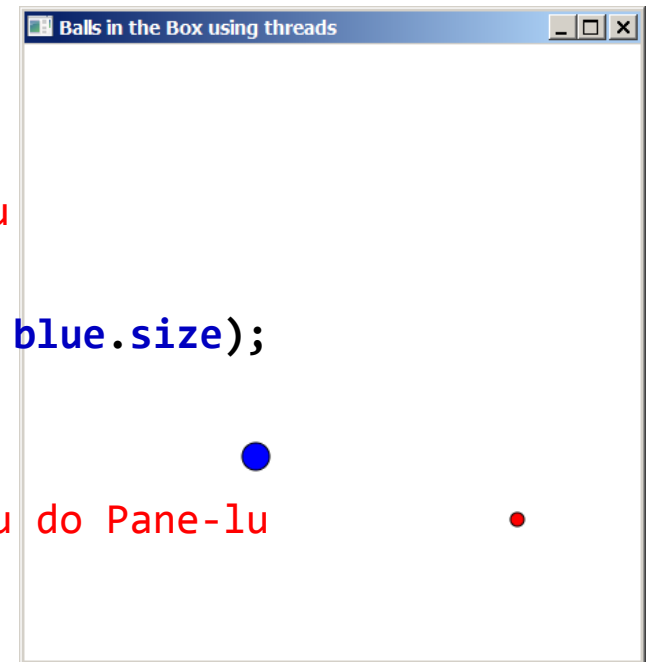 Balls in the Box using threads
u
blue.size);
u do Pane-lu